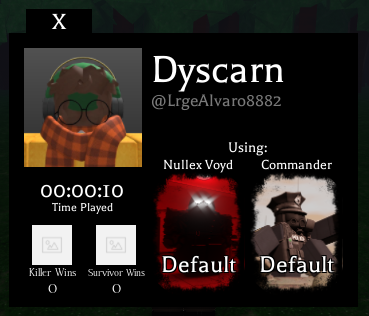 X
Dyscarn
@LrgeAlvaro8882
Using:
Nullex Voyd
Commander
Default
Default
00:00:10
Time Played
Killer Wins
Survivor Wins
0
0